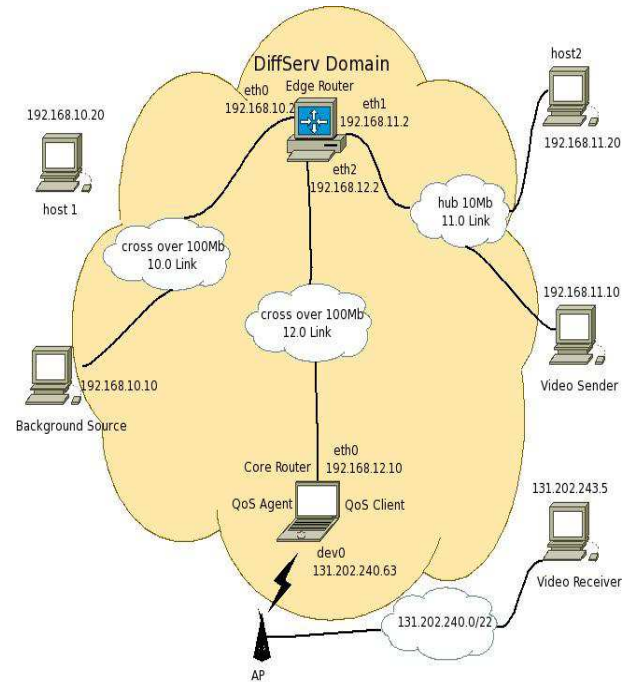 DiffServ Domain
host2
eth0
Edge Router
192.168.10.2
eth1
192.168.11.2
192.168.10.20
host 1
192.168.11.20
eth2
192.168.12.2
hub 10Mb
11.0 Link
cross over 100Mb
10.0 Link
192.168.11.10
cross over 100Mb
12.0 Link
192.168.10.10
Background Source
Video Sender
eth0
192.168.12.10
Core Router
QoS Agent
QoS Client
131.202.243.5
dev0
131.202.240.63
Video Receiver
131.202.240.0/22
AP